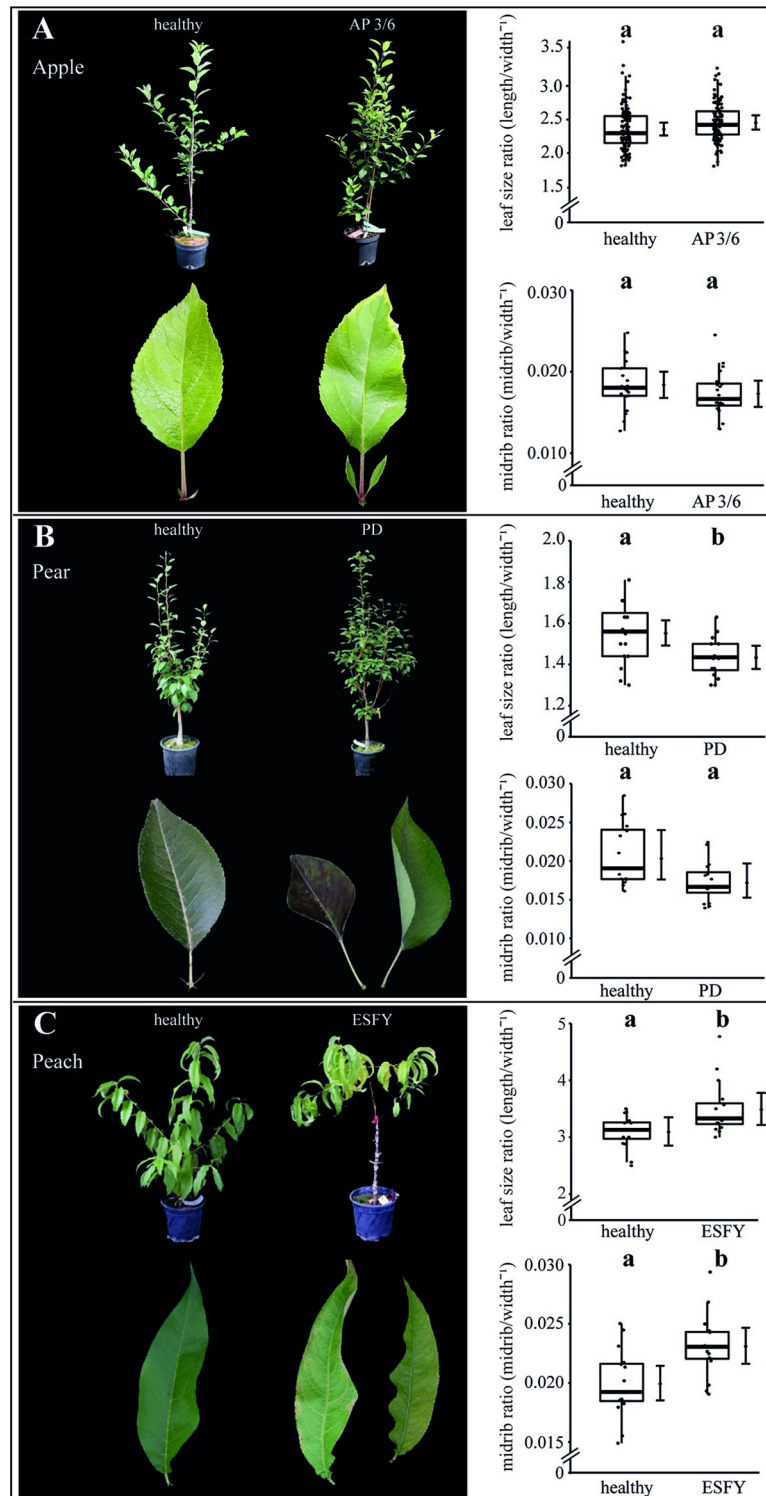 A
healthy
AP 3/6
Apple
leaf size ratio (length/width⁻¹)
3.5
3.0
2.5
2.0
1.5
0
a
a
healthy
AP 3/6
midrib ratio (midrib/width⁻¹)
0.030
0.020
0.010
0
a
a
healthy
AP 3/6
B
healthy
PD
Pear
leaf size ratio (length/width⁻¹)
2.0
1.8
1.6
1.4
1.2
0
a
b
healthy
PD
midrib ratio (midrib/width⁻¹)
0.030
0.025
0.020
0.015
0.010
0
a
a
healthy
PD
C
healthy
ESFY
Peach
leaf size ratio (length/width⁻¹)
5
4
3
2
0
a
b
healthy
ESFY
midrib ratio (midrib/width⁻¹)
0.030
0.025
0.020
0.015
0
a
b
healthy
ESFY